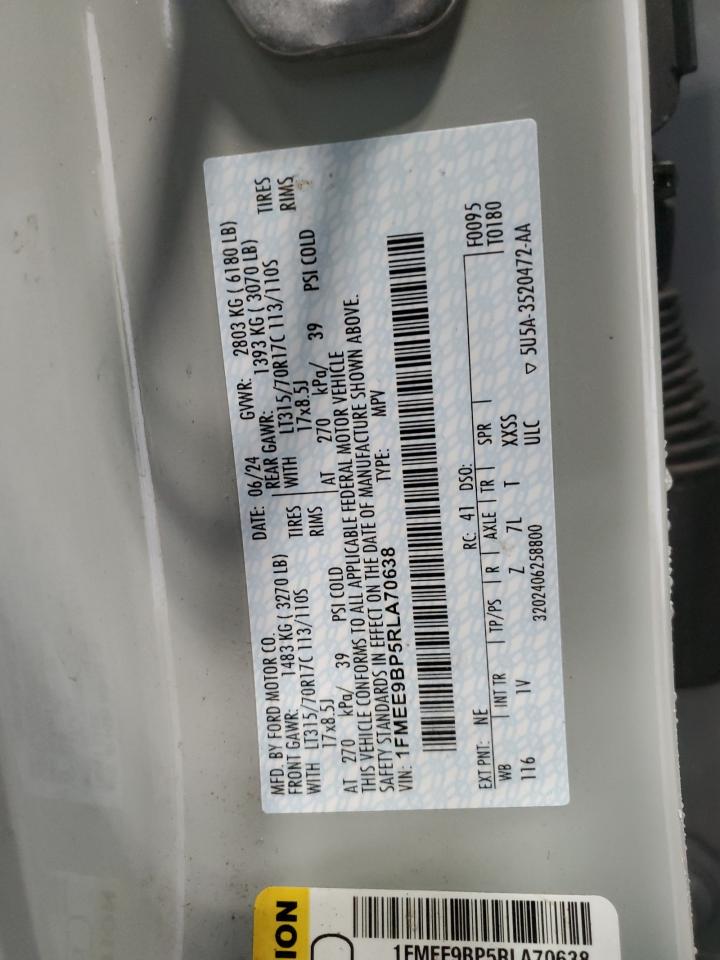 MFD. BY FORD MOTOR CO. DATE: 06/24 GVWR: 2803 KG ( 6180 LB)
FRONT GAWR: 1483 KG ( 3270 LB) REAR GAWR: 1393 KG ( 3070 LB)
WITH LT315/70R17C 113/110S TIRES WITH LT315/70R17C 113/110S TIRES
17x8.5J RIMS 17x8.5J RIMS
AT 270 kPa/ 39 PSI COLD AT 270 kPa/ 39 PSI COLD
THIS VEHICLE CONFORMS TO ALL APPLICABLE FEDERAL MOTOR VEHICLE
SAFETY STANDARDS IN EFFECT ON THE DATE OF MANUFACTURE SHOWN ABOVE.
VIN: 1FMEE9BP5RLA70638 TYPE: MPV
EXT PNT: NE RC: 41 DSO: F0095
WB INT TR TP/PS R AXLE TR SPR T0180
116 1V Z 7L T XXSS
3202406258800 ULC ▽ 5U5A-3520472-AA
ION
1FMEE9BP5RLA70638